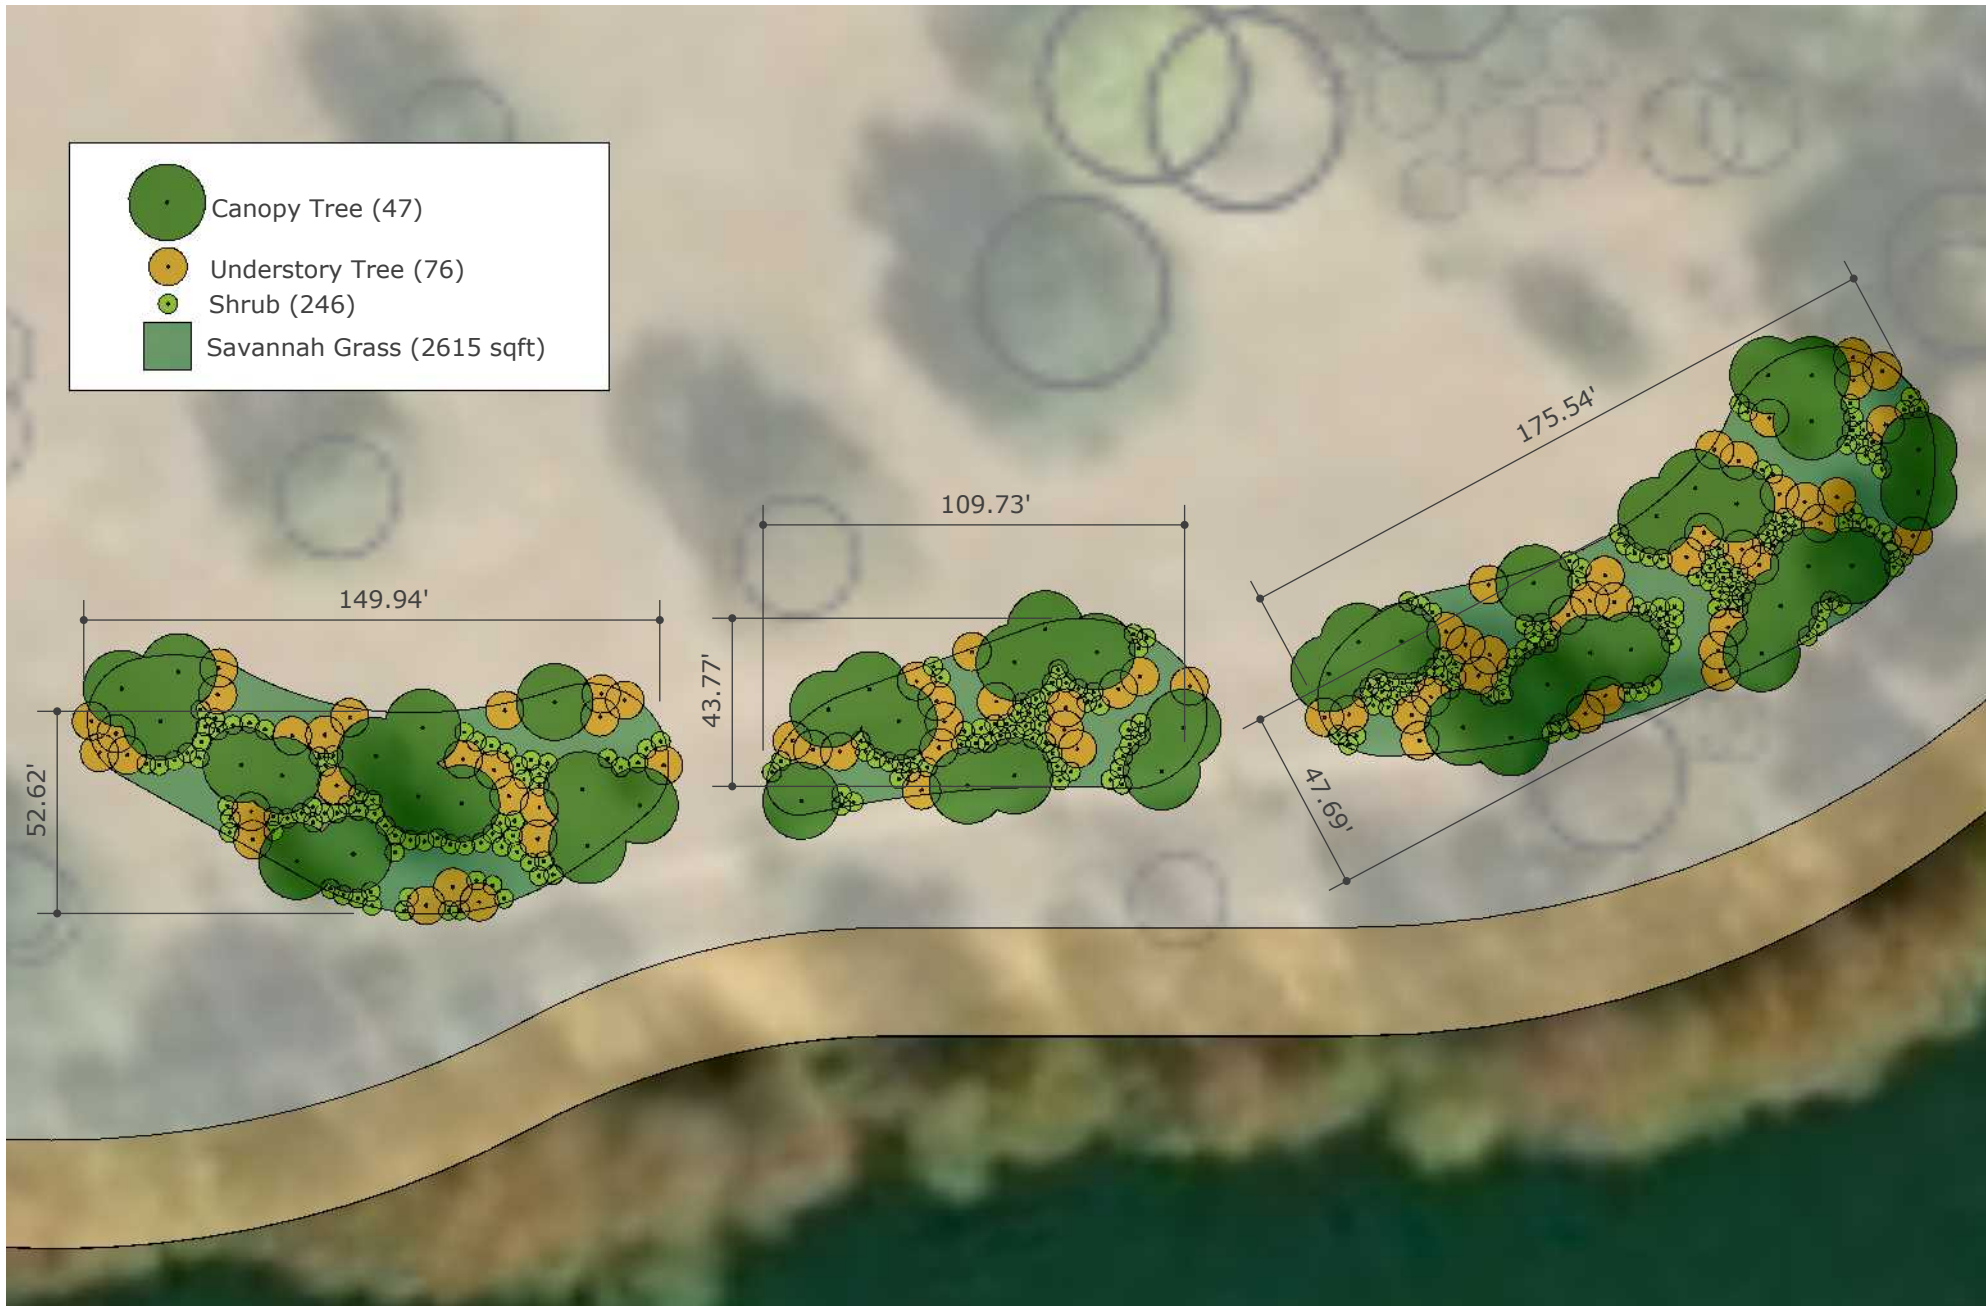 Canopy Tree (47)
Understory Tree (76)
Shrub (246)
Savannah Grass (2615 sqft)
175.54'
109.73'
149.94'
43.77'
52.62'
47.69'